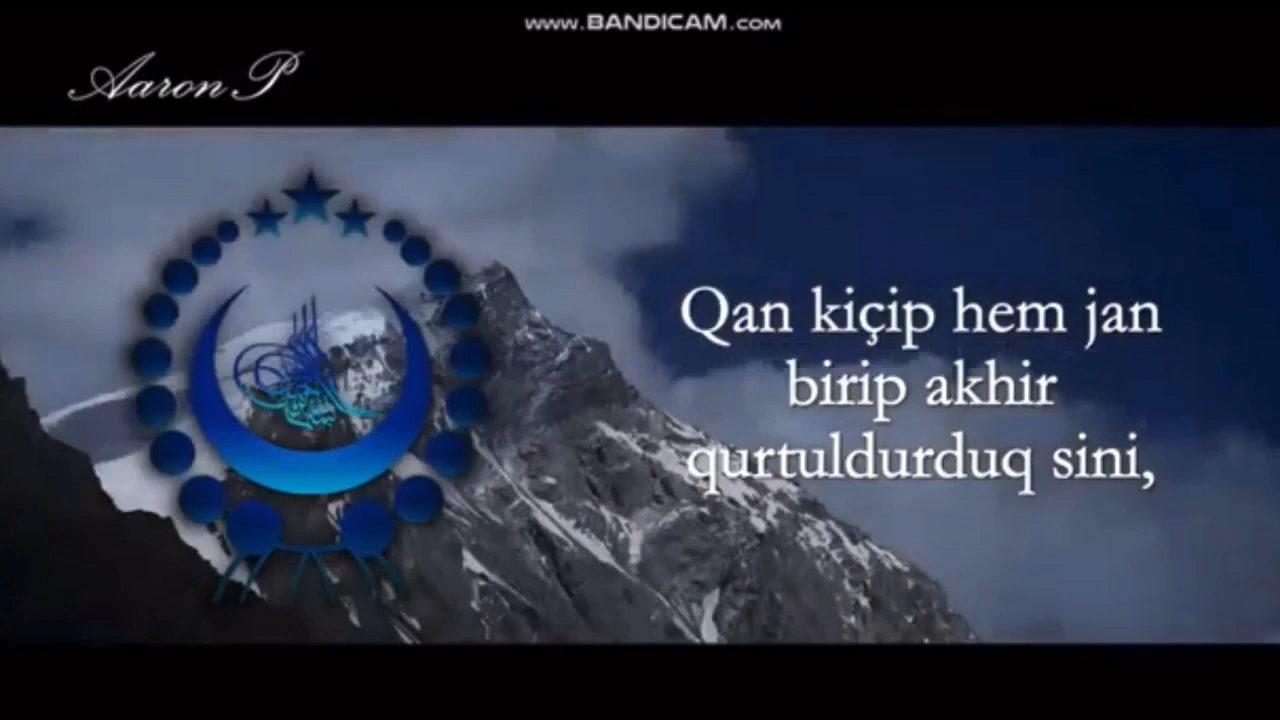 www.BANDICAM.com
Aaron P
Qan kiçip hem jan
birip akhir
qurtuldurduq sini,